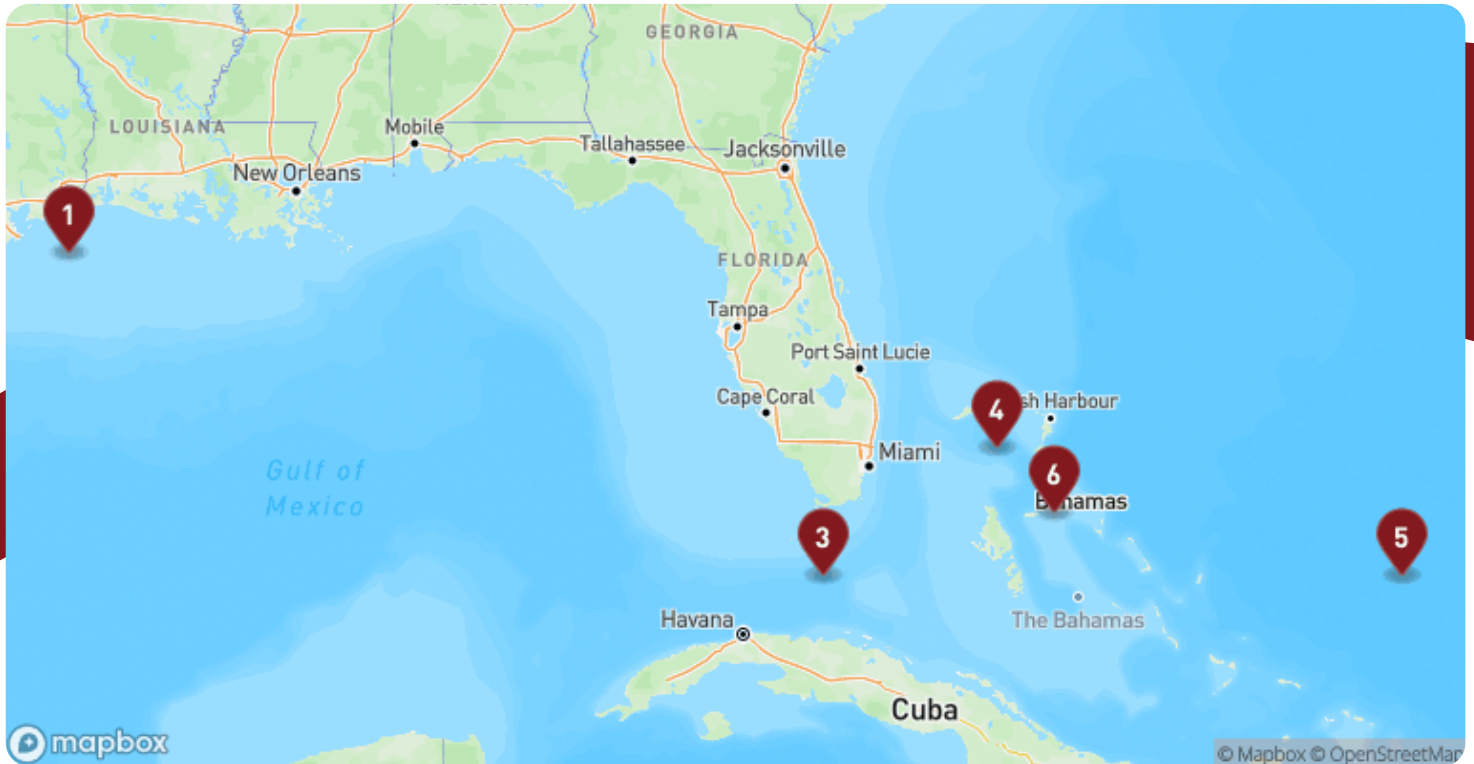 GEORGIA
LOUISIANA
Mobile
Tallahassee
Jacksonville
New Orleans
1
FLORIDA
Tampa
Port Saint Lucie
Cape Coral
4
sh Harbour
Miami
Gulf of
Mexico
6
Bahamas
3
5
Havana
The Bahamas
Cuba
mapbox
© Mapbox © OpenStreetMap